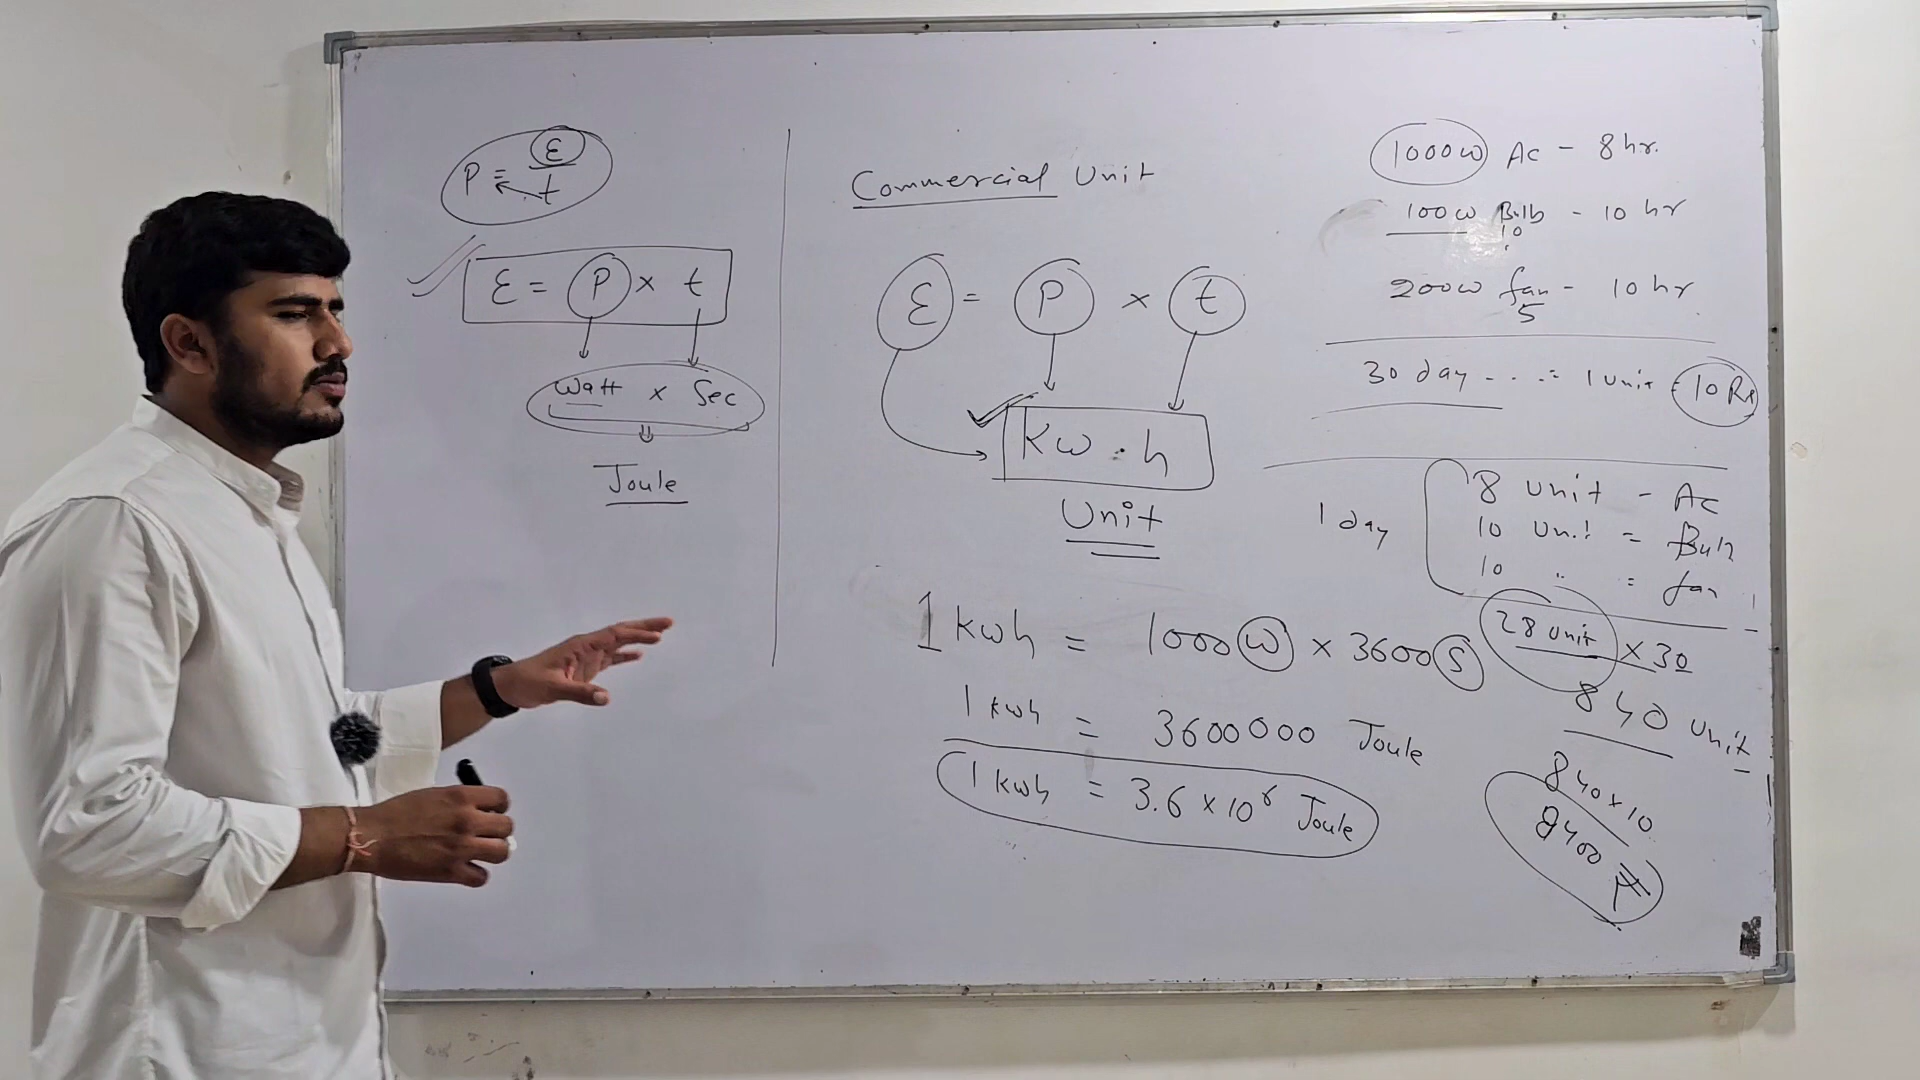 P = E/t
E = P × t
Watt × Sec
Joule
Commercial Unit
E = P × t
Kw.h
Unit
1 kwh = 1000 w × 3600 s
1 kwh = 3600000 Joule
1 kwh = 3.6 × 10⁶ Joule
1000w Ac - 8hr.
100w Bulb - 10 hr
10
200w fan - 10 hr
5
30 day - . . = 1 Unit = 10 Rs
1 day
8 Unit - Ac
10 Unit = Bulb
10 .. = fan
28 Unit × 30
840 Unit
840×10
8400 ₹